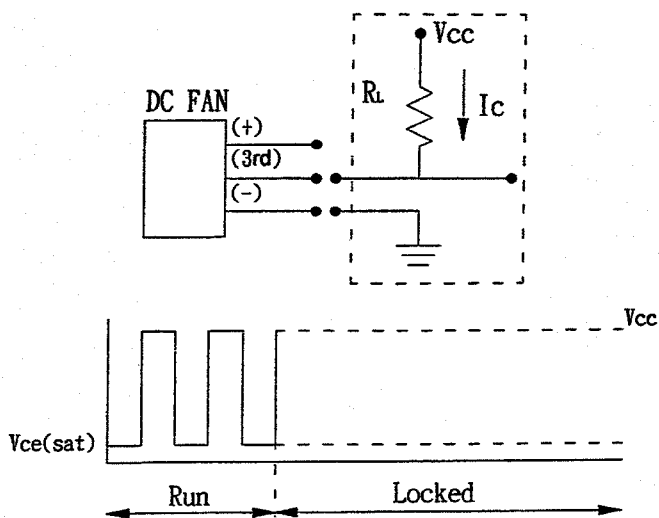 Vcc
DC FAN
RL
Ic
(+)
(3rd)
(-)
Vcc
Vce(sat)
Run
Locked